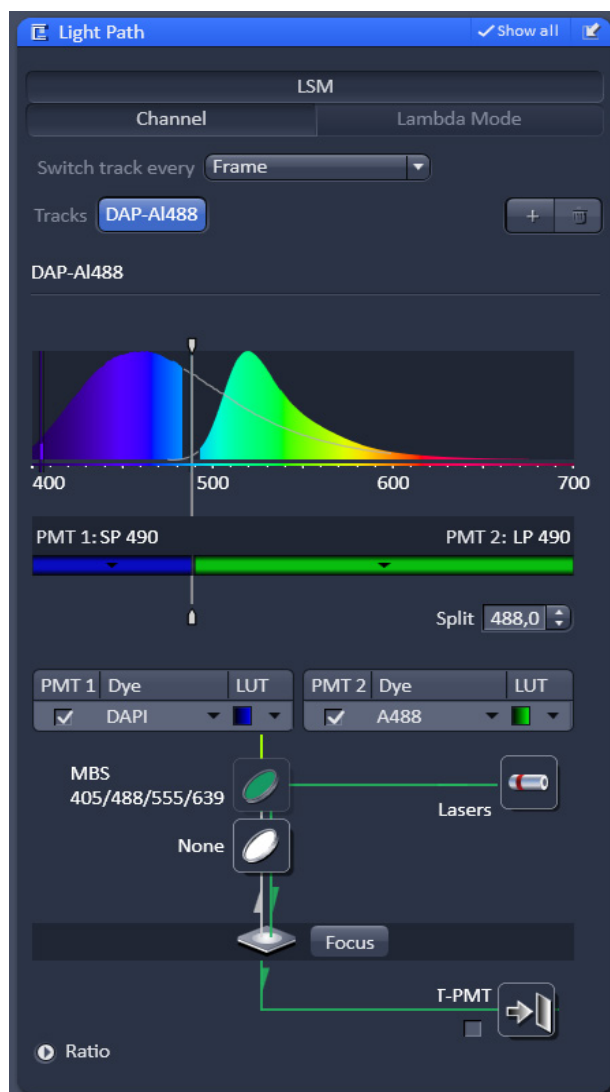 Light Path Show all
LSM
Channel Lambda Mode
Switch track every Frame
Tracks DAP-Al488 +
DAP-Al488
400 500 600 700
PMT 1: SP 490 PMT 2: LP 490
Split 488,0
PMT 1 Dye LUT PMT 2 Dye LUT
DAPI A488
MBS
405/488/555/639
Lasers
None
Focus
T-PMT
Ratio